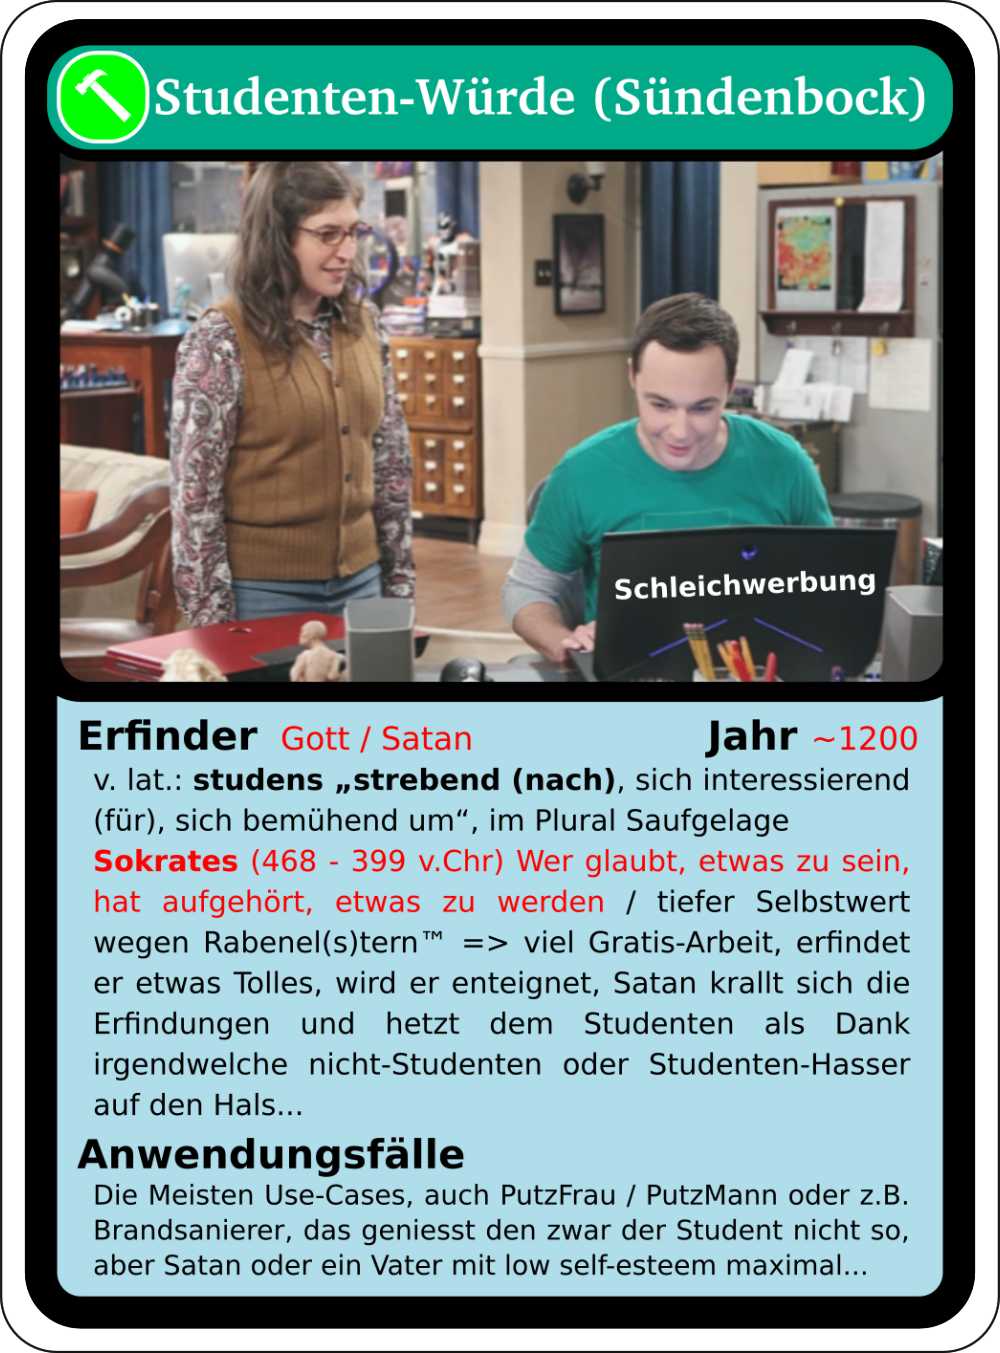 Studenten-Würde (Sündenbock)
Schleichwerbung
Erfinder Gott / Satan Jahr ~1200
v. lat.: studens „strebend (nach), sich interessierend
(für), sich bemühend um“, im Plural Saufgelage
Sokrates (468 - 399 v.Chr) Wer glaubt, etwas zu sein,
hat aufgehört, etwas zu werden / tiefer Selbstwert
wegen Rabenel(s)tern™ => viel Gratis-Arbeit, erfindet
er etwas Tolles, wird er enteignet, Satan krallt sich die
Erfindungen und hetzt dem Studenten als Dank
irgendwelche nicht-Studenten oder Studenten-Hasser
auf den Hals...
Anwendungsfälle
Die Meisten Use-Cases, auch PutzFrau / PutzMann oder z.B.
Brandsanierer, das geniesst den zwar der Student nicht so,
aber Satan oder ein Vater mit low self-esteem maximal...